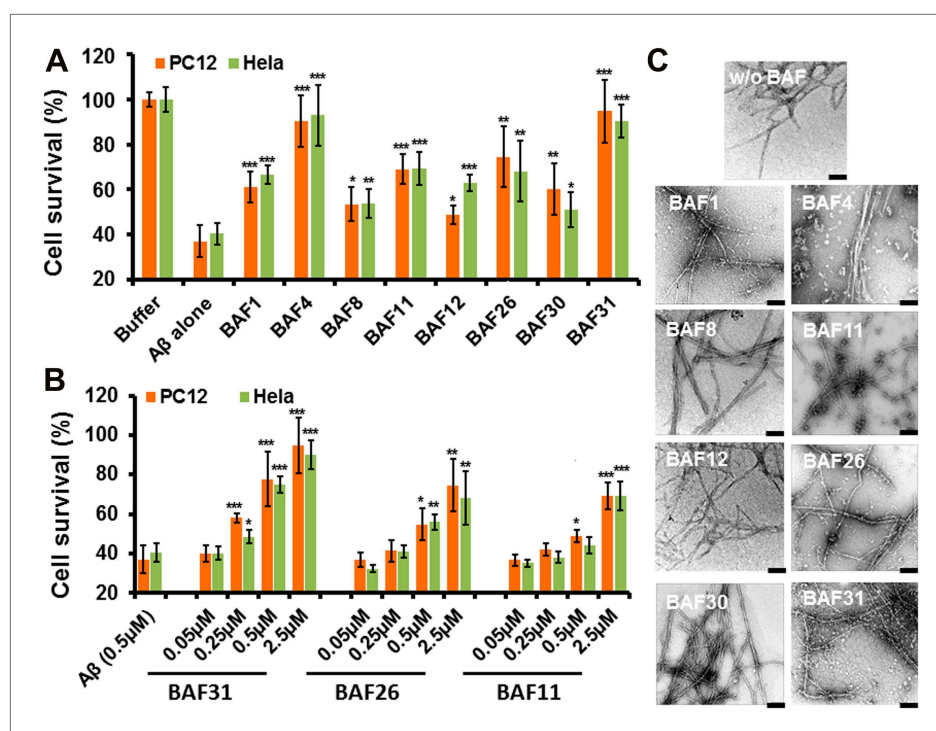 A
120
100
80
60
40
20
Cell survival (%)
PC12
Hela
***
***
***
***
*
**
***
***
*
***
**
**
**
*
***
***
Buffer
Aβ alone
BAF1
BAF4
BAF8
BAF11
BAF12
BAF26
BAF30
BAF31
B
120
100
80
60
40
20
Cell survival (%)
PC12
Hela
***
*
***
***
***
***
*
**
**
**
*
***
***
Aβ (0.5μM)
0.05μM
0.25μM
0.5μM
2.5μM
0.05μM
0.25μM
0.5μM
2.5μM
0.05μM
0.25μM
0.5μM
2.5μM
BAF31
BAF26
BAF11
C
w/o BAF
BAF1
BAF4
BAF8
BAF11
BAF12
BAF26
BAF30
BAF31